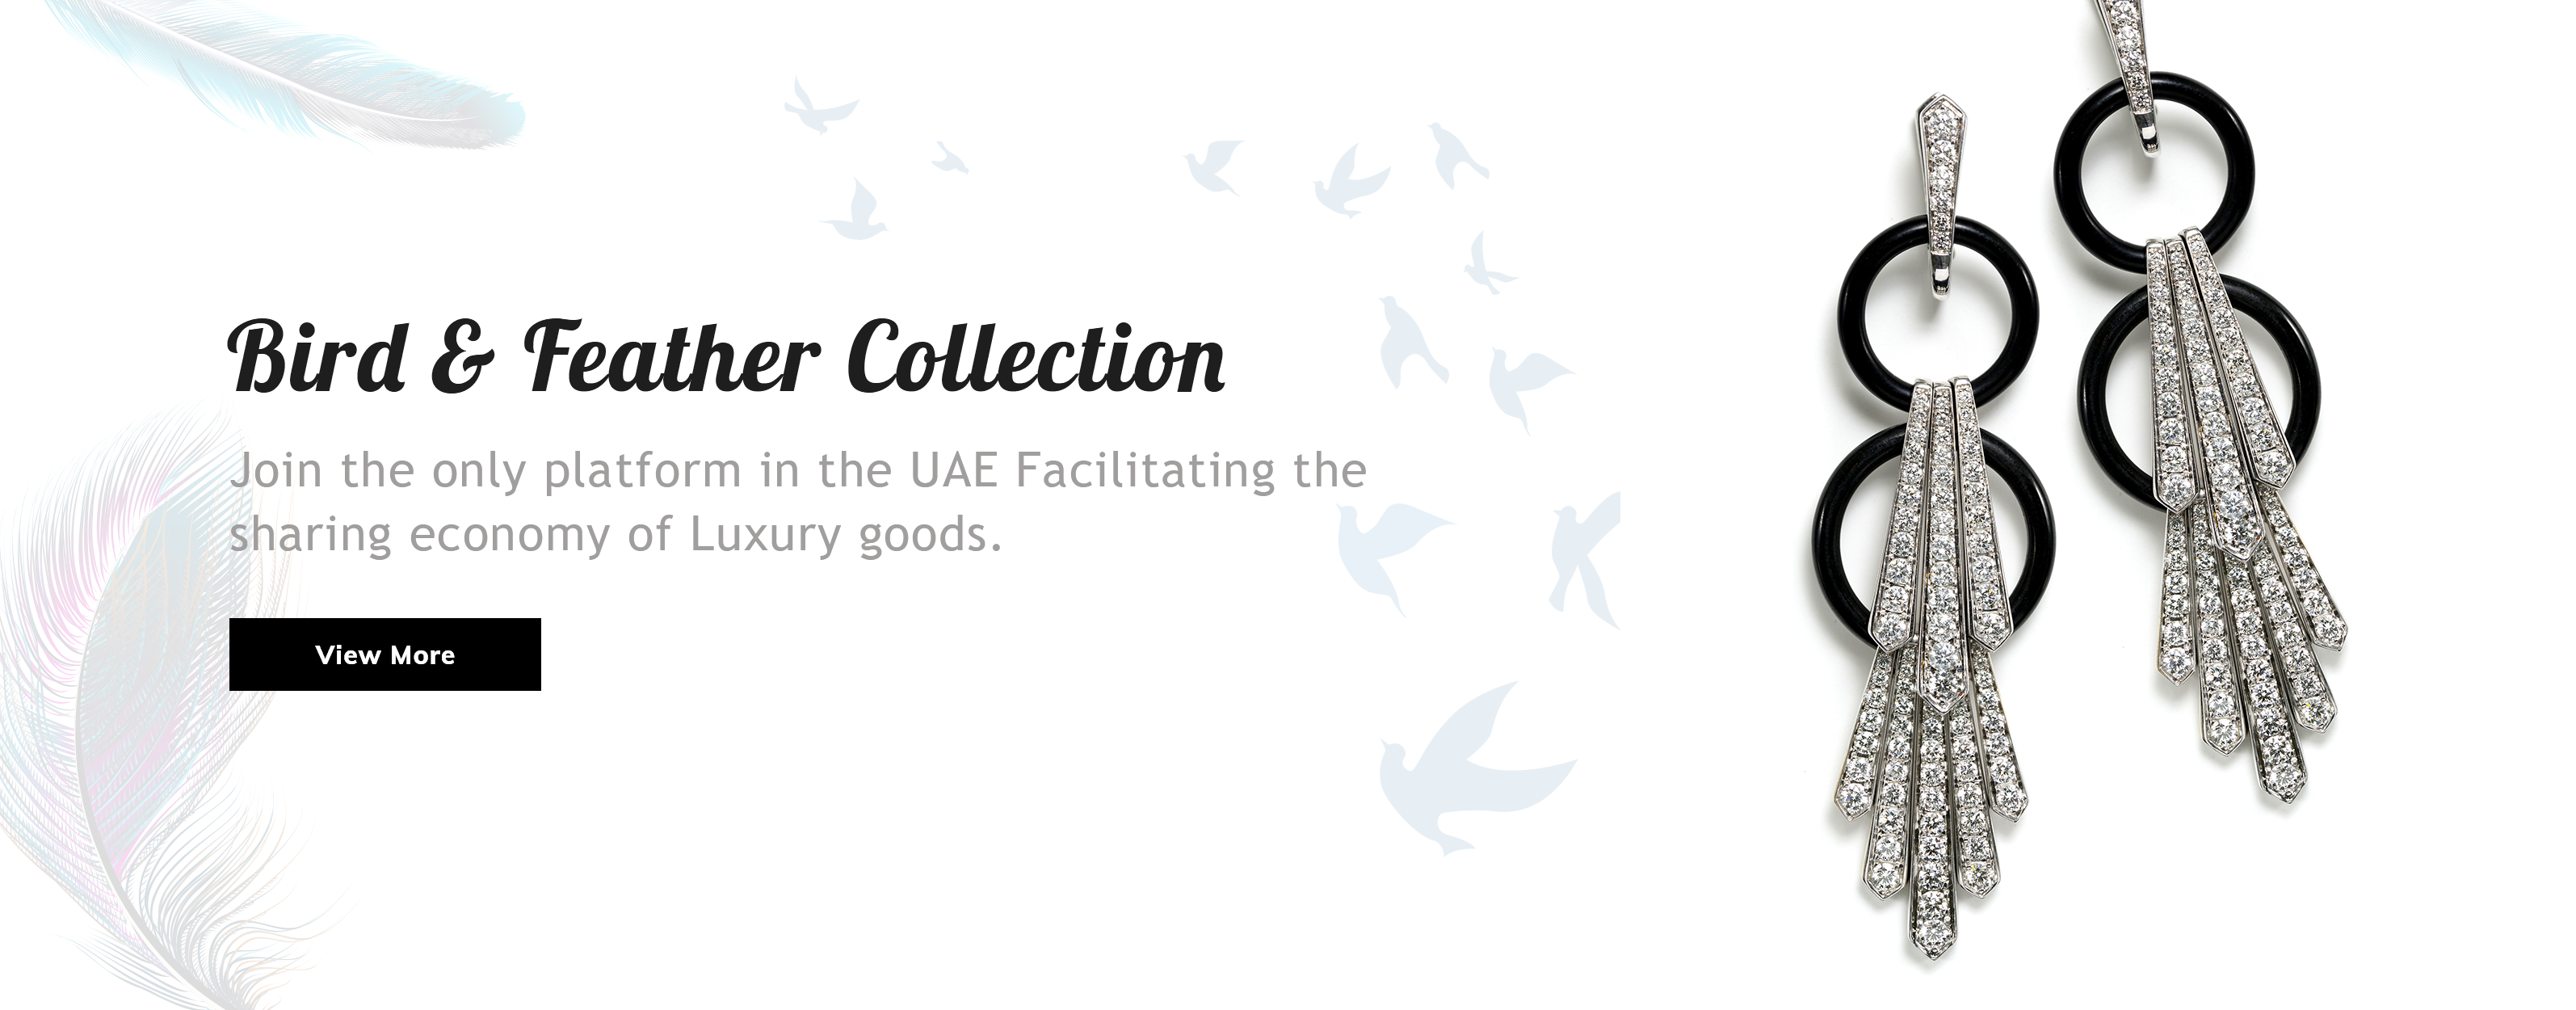 Bird & Feather Collection
Join the only platform in the UAE Facilitating the
sharing economy of Luxury goods.
View More